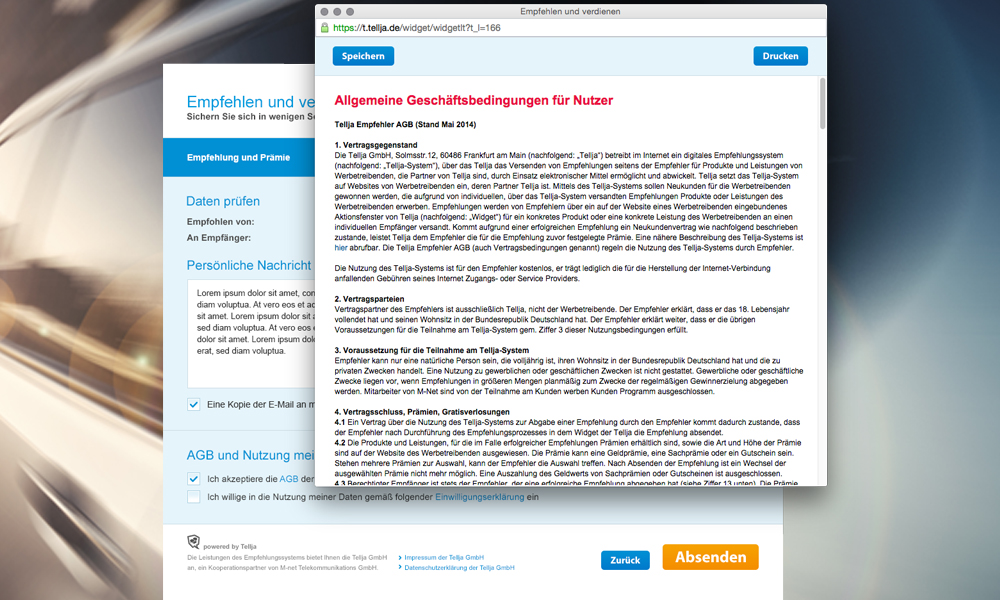 Empfehlen und verdienen
https://t.tellja.de/widget/widgetIt?t_l=166
Speichern
Drucken
Allgemeine Geschäftsbedingungen für Nutzer
Tellja Empfehler AGB (Stand Mai 2014)
1. Vertragsgegenstand
Die Tellja GmbH, Solmsstr.12, 60486 Frankfurt am Main (nachfolgend: „Tellja") betreibt im Internet ein digitales Empfehlungssystem
(nachfolgend: „Tellja-System"), über das Tellja das Versenden von Empfehlungen seitens der Empfehler für Produkte und Leistungen von
Werbetreibenden, die Partner von Tellja sind, durch Einsatz elektronischer Mittel ermöglicht und abwickelt. Tellja setzt das Tellja-System
auf Websites von Werbetreibenden ein, deren Partner Tellja ist. Mittels des Tellja-Systems sollen Neukunden für die Werbetreibenden
gewonnen werden, die aufgrund von individuellen, über das Tellja-System versandten Empfehlungen Produkte oder Leistungen des
Werbetreibenden erwerben. Empfehlungen werden von Empfehlern über ein auf der Website eines Werbetreibenden eingebundenes
Aktionsfenster von Tellja (nachfolgend: „Widget") für ein konkretes Produkt oder eine konkrete Leistung des Werbetreibenden an einen
individuellen Empfänger versandt. Kommt aufgrund einer erfolgreichen Empfehlung ein Neukundenvertrag wie nachfolgend beschrieben
zustande, leistet Tellja dem Empfehler die für die Empfehlung zuvor festgelegte Prämie. Eine nähere Beschreibung des Tellja-Systems ist
hier abrufbar. Die Tellja Empfehler AGB (auch Vertragsbedingungen genannt) regeln die Nutzung des Tellja-Systems durch Empfehler.
Die Nutzung des Tellja-Systems ist für den Empfehler kostenlos, er trägt lediglich die für die Herstellung der Internet-Verbindung
anfallenden Gebühren seines Internet Zugangs- oder Service Providers.
2. Vertragsparteien
Vertragspartner des Empfehlers ist ausschließlich Tellja, nicht der Werbetreibende. Der Empfehler erklärt, dass er das 18. Lebensjahr
vollendet hat und seinen Wohnsitz in der Bundesrepublik Deutschland hat. Der Empfehler erklärt weiter, dass er die übrigen
Voraussetzungen für die Teilnahme am Tellja-System gem. Ziffer 3 dieser Nutzungsbedingungen erfüllt.
3. Voraussetzung für die Teilnahme am Tellja-System
Empfehler kann nur eine natürliche Person sein, die volljährig ist, ihren Wohnsitz in der Bundesrepublik Deutschland hat und die zu
privaten Zwecken handelt. Eine Nutzung zu gewerblichen oder geschäftlichen Zwecken ist nicht gestattet. Gewerbliche oder geschäftliche
Zwecke liegen vor, wenn Empfehlungen in größeren Mengen planmäßig zum Zwecke der regelmäßigen Gewinnerzielung abgegeben
werden. Mitarbeiter von M-Net sind von der Teilnahme am Kunden werben Kunden Programm ausgeschlossen.
4. Vertragsschluss, Prämien, Gratisverlosungen
4.1 Ein Vertrag über die Nutzung des Tellja-Systems zur Abgabe einer Empfehlung durch den Empfehler kommt dadurch zustande, dass
der Empfehler nach Durchführung des Empfehlungsprozesses in dem Widget der Tellja die Empfehlung absendet.
4.2 Die Produkte und Leistungen, für die im Falle erfolgreicher Empfehlungen Prämien erhältlich sind, sowie die Art und Höhe der Prämie
sind auf der Website des Werbetreibenden ausgewiesen. Die Prämie kann eine Geldprämie, eine Sachprämie oder ein Gutschein sein.
Stehen mehrere Prämien zur Auswahl, kann der Empfehler die Auswahl treffen. Nach Absenden der Empfehlung ist ein Wechsel der
ausgewählten Prämie nicht mehr möglich. Eine Auszahlung des Geldwerts von Sachprämien oder Gutscheinen ist ausgeschlossen.
4.3 Berechtigter Empfänger ist stets der Empfehler, der eine erfolgreiche Empfehlung abgegeben hat (siehe Ziffer 13 unten). Die Prämie
Empfehlen und ve
Sichern Sie sich in wenigen Sc
Empfehlung und Prämie
Daten prüfen
Empfohlen von:
An Empfänger:
Persönliche Nachricht
Lorem ipsum dolor sit amet, con
diam voluptua. At vero eos et ac
sit amet. Lorem ipsum dolor sit a
sed diam voluptua. At vero eos
dolor sit amet. Lorem ipsum dol
erat, sed diam voluptua.
Eine Kopie der E-Mail an m
AGB und Nutzung mei
Ich akzeptiere die AGB der
Ich willige in die Nutzung meiner Daten gemäß folgender Einwilligungserklärung ein
powered by Tellja
Die Leistungen des Empfehlungssystems bietet Ihnen die Tellja GmbH
an, ein Kooperationspartner von M-net Telekommunikations GmbH.
Impressum der Tellja GmbH
Datenschutzerklärung der Tellja GmbH
Zurück
Absenden